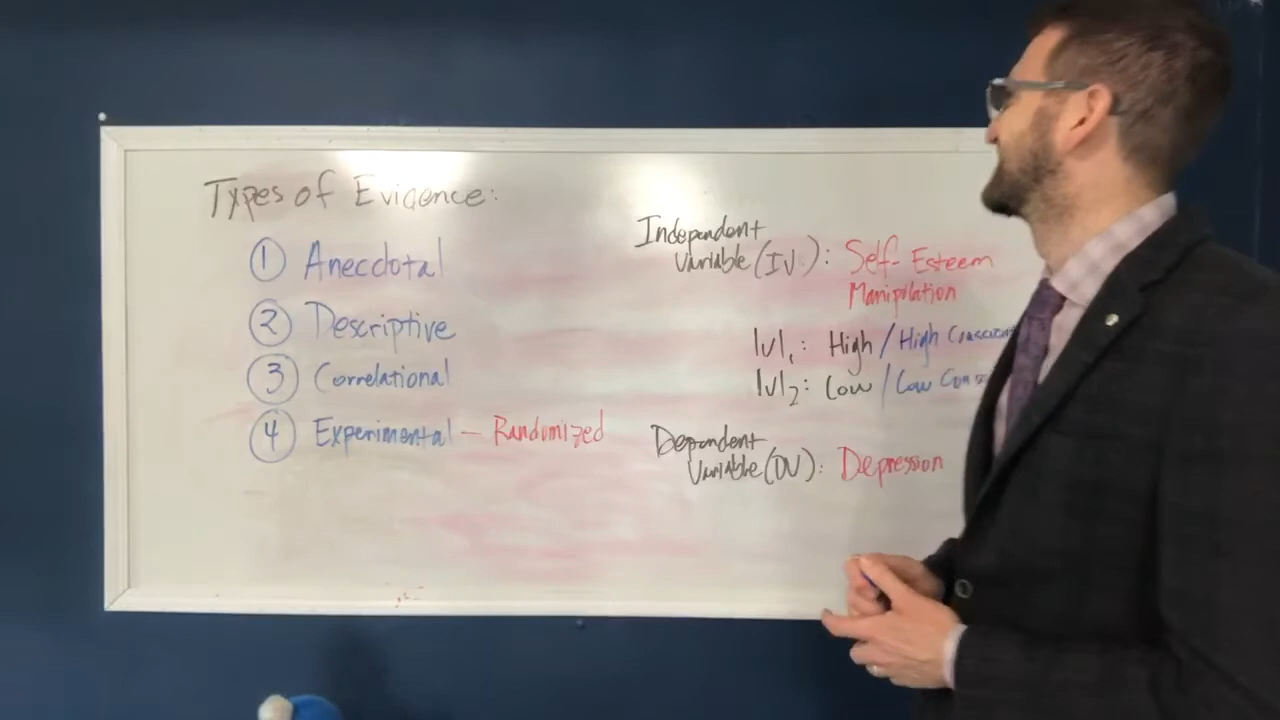 Types of Evidence:
① Anecdotal
② Descriptive
③ Correlational
④ Experimental — Randomized
Independent
Variable (IV): Self-Esteem
Manipulation
lvl₁: High / High
lvl₂: Low / Low
Dependent
Variable (DV): Depression